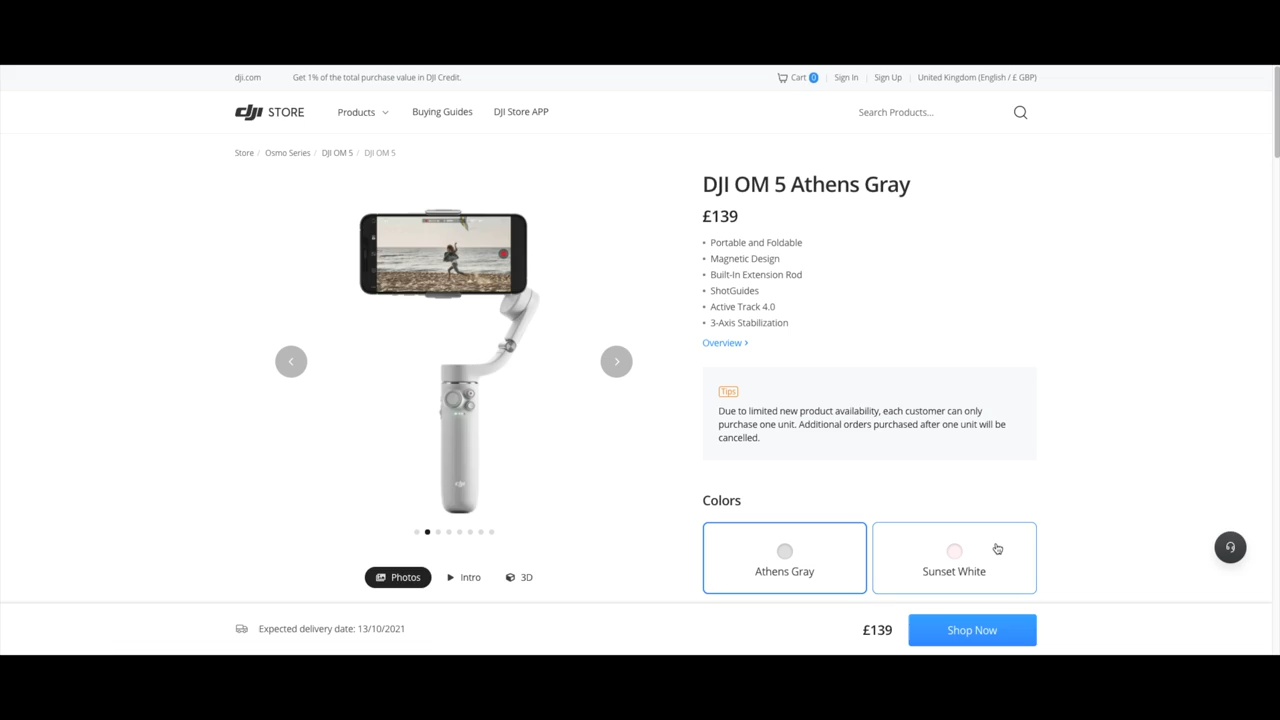 dji.com
Get 1% of the total purchase value in DJI Credit.
Cart 0
Sign In
Sign Up
United Kingdom (English / £ GBP)
dji STORE
Products
Buying Guides
DJI Store APP
Search Products...
Store / Osmo Series / DJI OM 5 / DJI OM 5
DJI OM 5 Athens Gray
£139
• Portable and Foldable
• Magnetic Design
• Built-In Extension Rod
• ShotGuides
• Active Track 4.0
• 3-Axis Stabilization
Overview >
Tips
Due to limited new product availability, each customer can only
purchase one unit. Additional orders purchased after one unit will be
cancelled.
Colors
Athens Gray
Sunset White
Photos
Intro
3D
Expected delivery date: 13/10/2021
£139
Shop Now